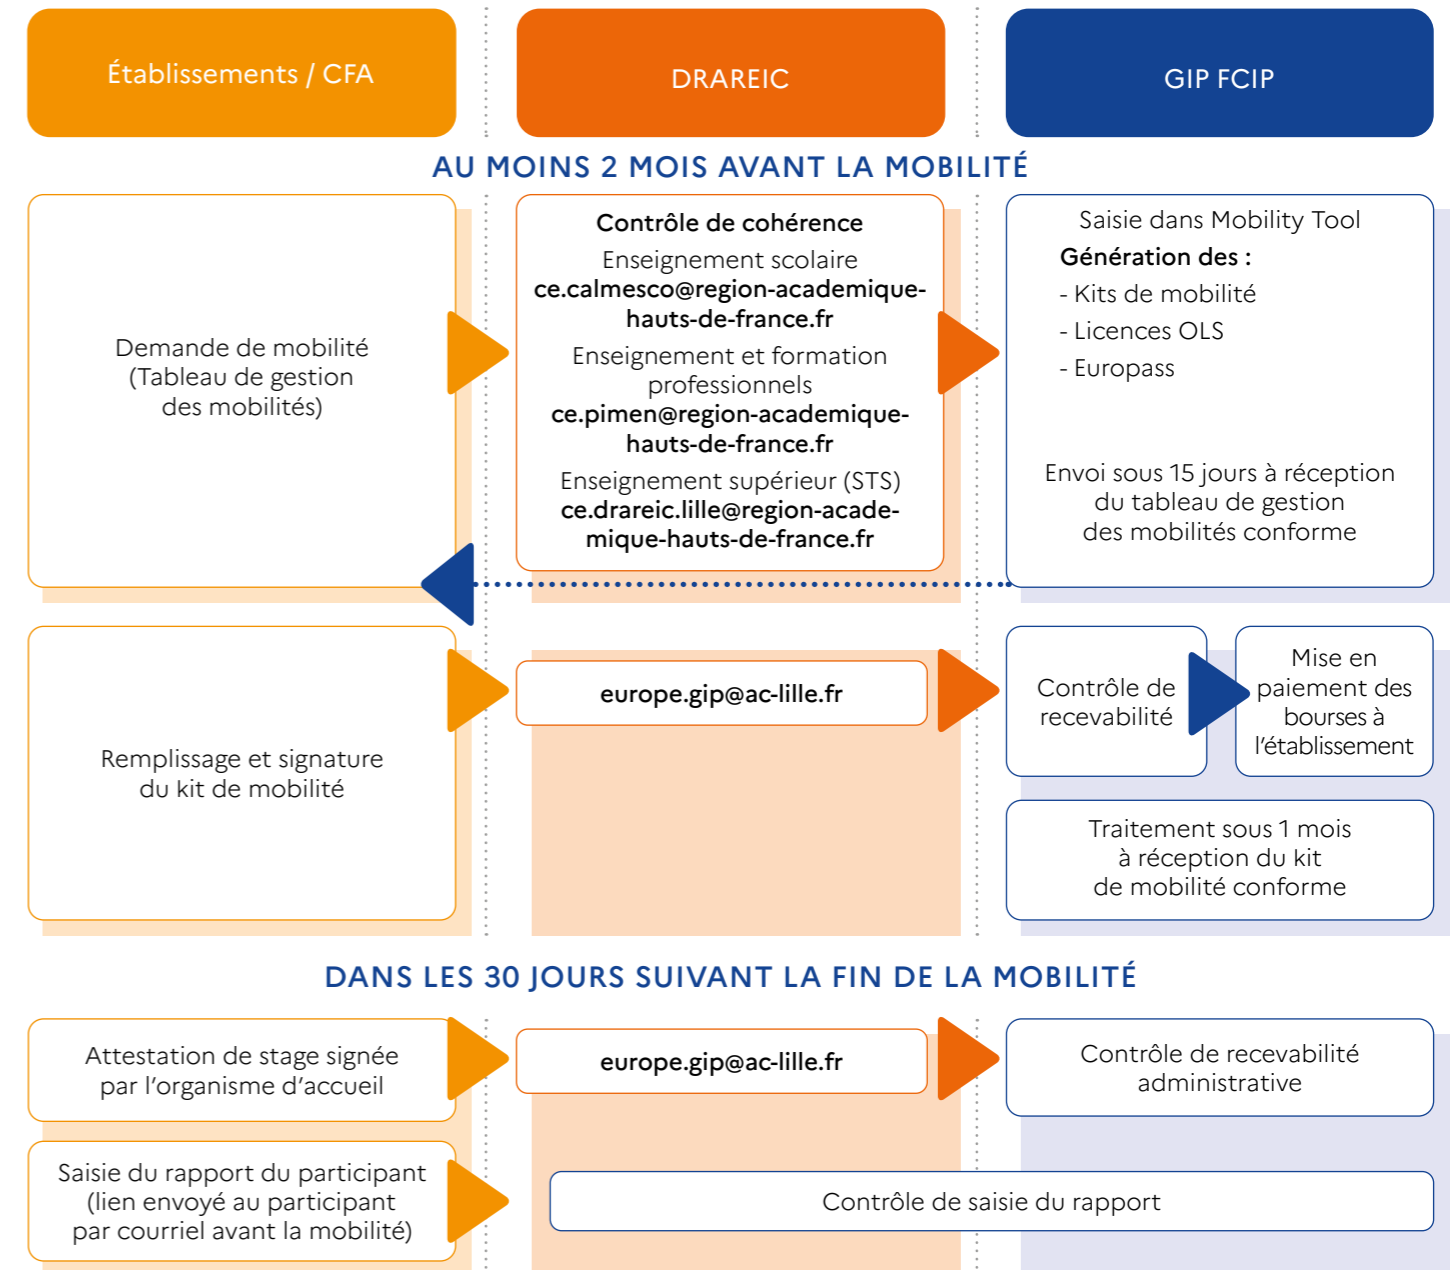 Établissements / CFA
DRAREIC
GIP FCIP
AU MOINS 2 MOIS AVANT LA MOBILITÉ
Demande de mobilité
(Tableau de gestion
des mobilités)
Contrôle de cohérence
Enseignement scolaire
ce.calmesco@region-academique-
hauts-de-france.fr
Enseignement et formation
professionnels
ce.pimen@region-academique-
hauts-de-france.fr
Enseignement supérieur (STS)
ce.drareic.lille@region-acade-
mique-hauts-de-france.fr
Saisie dans Mobility Tool
Génération des :
- Kits de mobilité
- Licences OLS
- Europass
Envoi sous 15 jours à réception
du tableau de gestion
des mobilités conforme
Remplissage et signature
du kit de mobilité
europe.gip@ac-lille.fr
Contrôle de
recevabilité
Mise en
paiement des
bourses à
l'établissement
Traitement sous 1 mois
à réception du kit
de mobilité conforme
DANS LES 30 JOURS SUIVANT LA FIN DE LA MOBILITÉ
Attestation de stage signée
par l'organisme d'accueil
europe.gip@ac-lille.fr
Contrôle de recevabilité
administrative
Saisie du rapport du participant
(lien envoyé au participant
par courriel avant la mobilité)
Contrôle de saisie du rapport